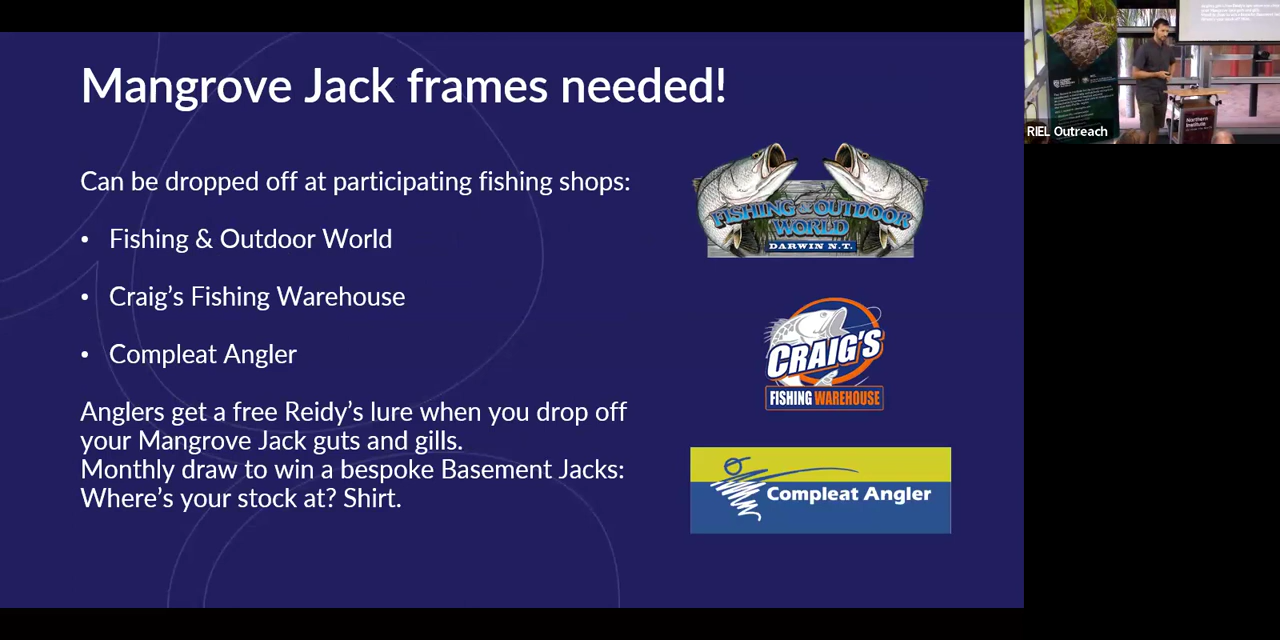 Mangrove Jack frames needed!
Can be dropped off at participating fishing shops:
• Fishing & Outdoor World
• Craig's Fishing Warehouse
• Compleat Angler
Anglers get a free Reidy's lure when you drop off
your Mangrove Jack guts and gills.
Monthly draw to win a bespoke Basement Jacks:
Where's your stock at? Shirt.
FISHING & OUTDOOR
WORLD
DARWIN N.T.
CRAIG'S
FISHING WAREHOUSE
Compleat Angler
RIEL Outreach
Northern
Institute